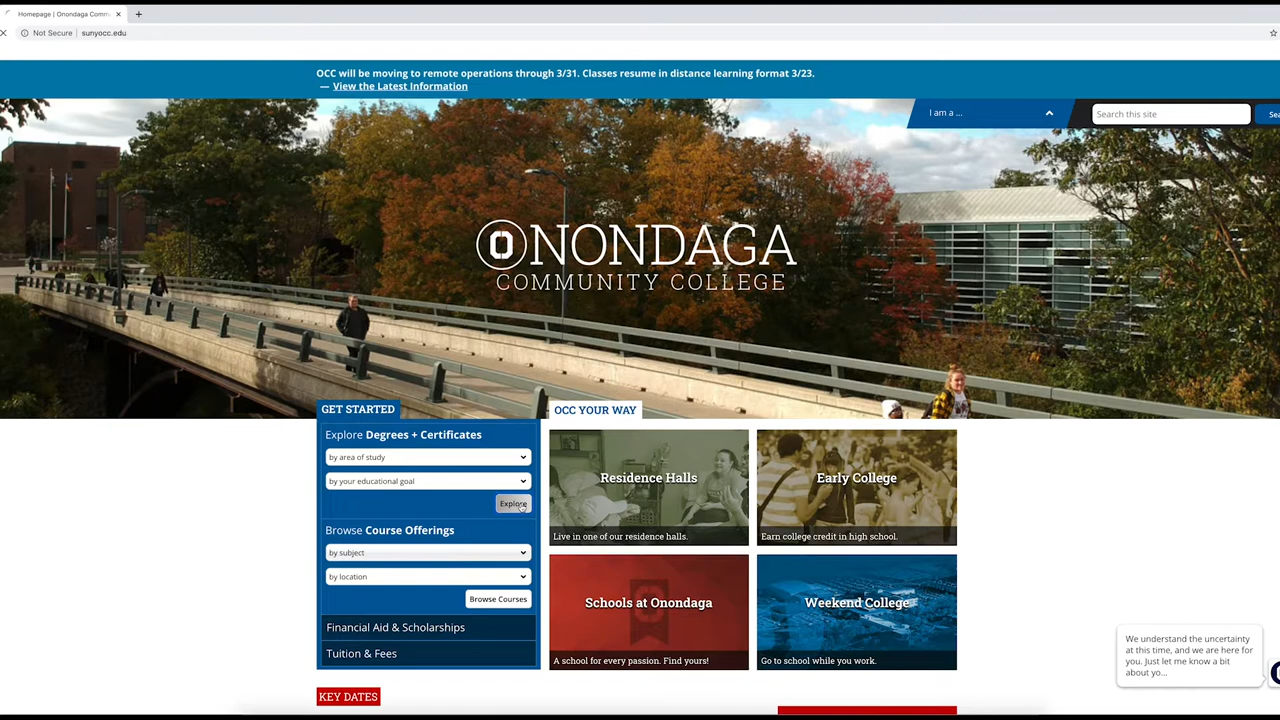 Homepage | Onondaga Comm
Not Secure | sunyocc.edu
OCC will be moving to remote operations through 3/31. Classes resume in distance learning format 3/23.
— View the Latest Information
I am a ...
Search this site
Sea
ONONDAGA
COMMUNITY COLLEGE
GET STARTED
OCC YOUR WAY
Explore Degrees + Certificates
by area of study
by your educational goal
Explore
Browse Course Offerings
by subject
by location
Browse Courses
Financial Aid & Scholarships
Tuition & Fees
Residence Halls
Live in one of our residence halls.
Early College
Earn college credit in high school.
Schools at Onondaga
A school for every passion. Find yours!
Weekend College
Go to school while you work.
We understand the uncertainty
at this time, and we are here for
you. Just let me know a bit
about yo...
KEY DATES